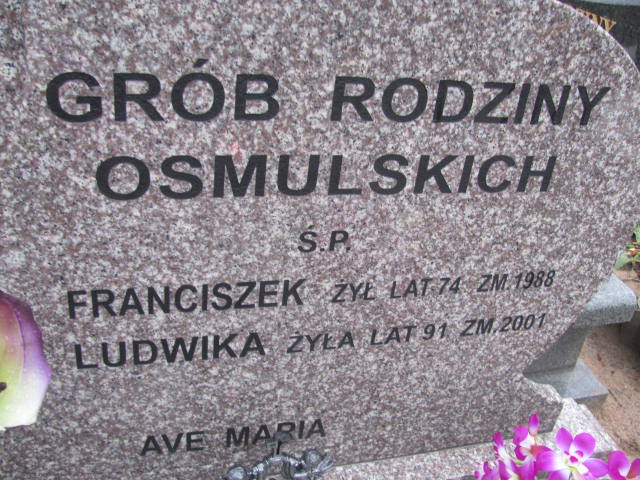 GRÓB RODZINY
OSMULSKICH
Ś.P.
FRANCISZEK ŻYŁ LAT 74 ZM.1988
LUDWIKA ŻYŁA LAT 91 ZM.2001
AVE MARIA